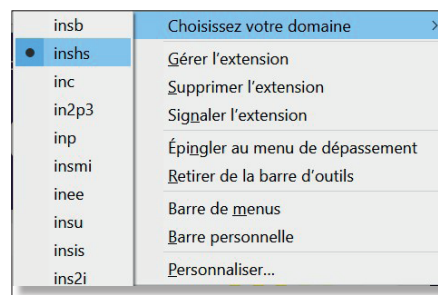 insb
inshs
inc
in2p3
inp
insmi
inee
insu
insis
ins2i
Choisissez votre domaine
Gérer l'extension
Supprimer l'extension
Signaler l'extension
Épingler au menu de dépassement
Retirer de la barre d'outils
Barre de menus
Barre personnelle
Personnaliser...